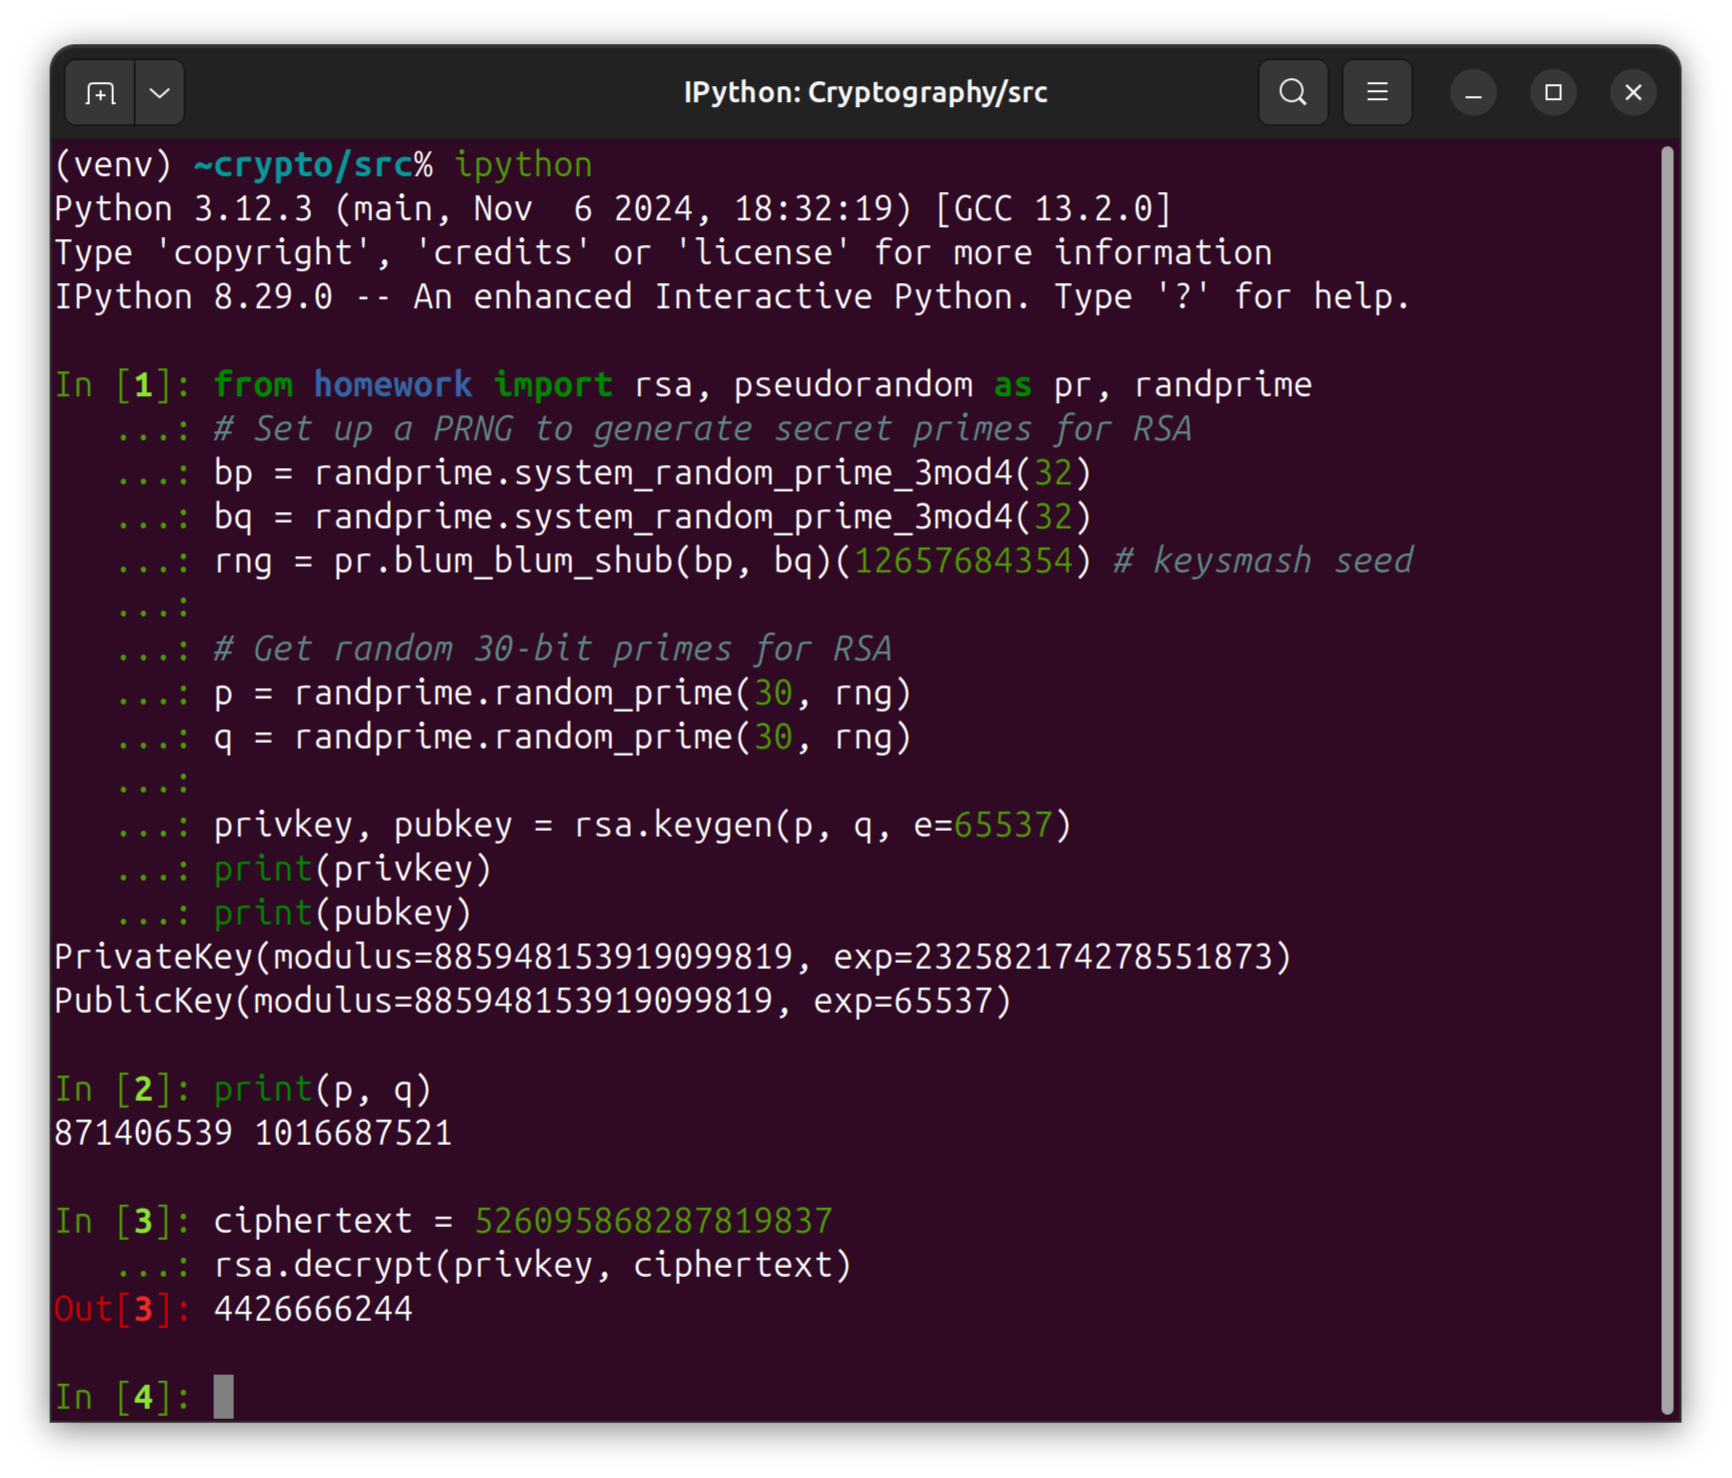 IPython: Cryptography/src
(venv) ~crypto/src% ipython
Python 3.12.3 (main, Nov  6 2024, 18:32:19) [GCC 13.2.0]
Type 'copyright', 'credits' or 'license' for more information
IPython 8.29.0 -- An enhanced Interactive Python. Type '?' for help.
In [1]: from homework import rsa, pseudorandom as pr, randprime
   ...: # Set up a PRNG to generate secret primes for RSA
   ...: bp = randprime.system_random_prime_3mod4(32)
   ...: bq = randprime.system_random_prime_3mod4(32)
   ...: rng = pr.blum_blum_shub(bp, bq)(12657684354) # keysmash seed
   ...:
   ...: # Get random 30-bit primes for RSA
   ...: p = randprime.random_prime(30, rng)
   ...: q = randprime.random_prime(30, rng)
   ...:
   ...: privkey, pubkey = rsa.keygen(p, q, e=65537)
   ...: print(privkey)
   ...: print(pubkey)
PrivateKey(modulus=885948153919099819, exp=232582174278551873)
PublicKey(modulus=885948153919099819, exp=65537)
In [2]: print(p, q)
871406539 1016687521
In [3]: ciphertext = 526095868287819837
   ...: rsa.decrypt(privkey, ciphertext)
Out[3]: 4426666244
In [4]: